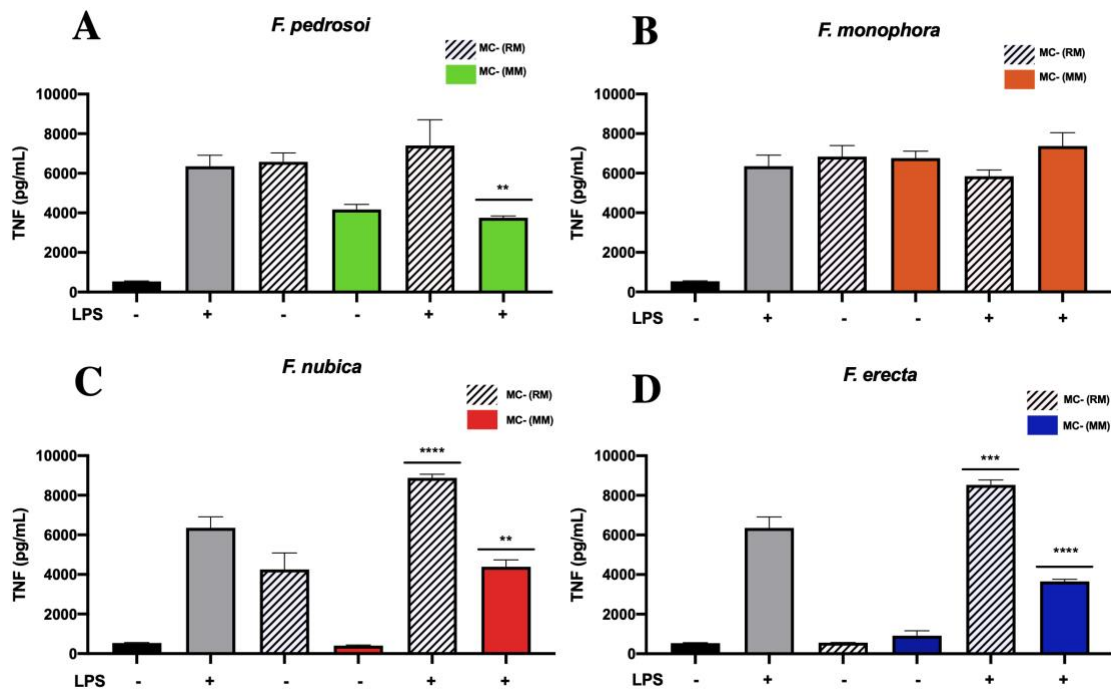 A
F. pedrosoi
MC- (RM)
MC- (MM)
TNF (pg/mL)
10000
8000
6000
4000
2000
0
**
LPS
- + - - + +
B
F. monophora
MC- (RM)
MC- (MM)
TNF (pg/mL)
10000
8000
6000
4000
2000
0
LPS
- + - - + +
C
F. nubica
MC- (RM)
MC- (MM)
TNF (pg/mL)
10000
8000
6000
4000
2000
0
****
**
LPS
- + - - + +
D
F. erecta
MC- (RM)
MC- (MM)
TNF (pg/mL)
10000
8000
6000
4000
2000
0
***
****
LPS
- + - - + +